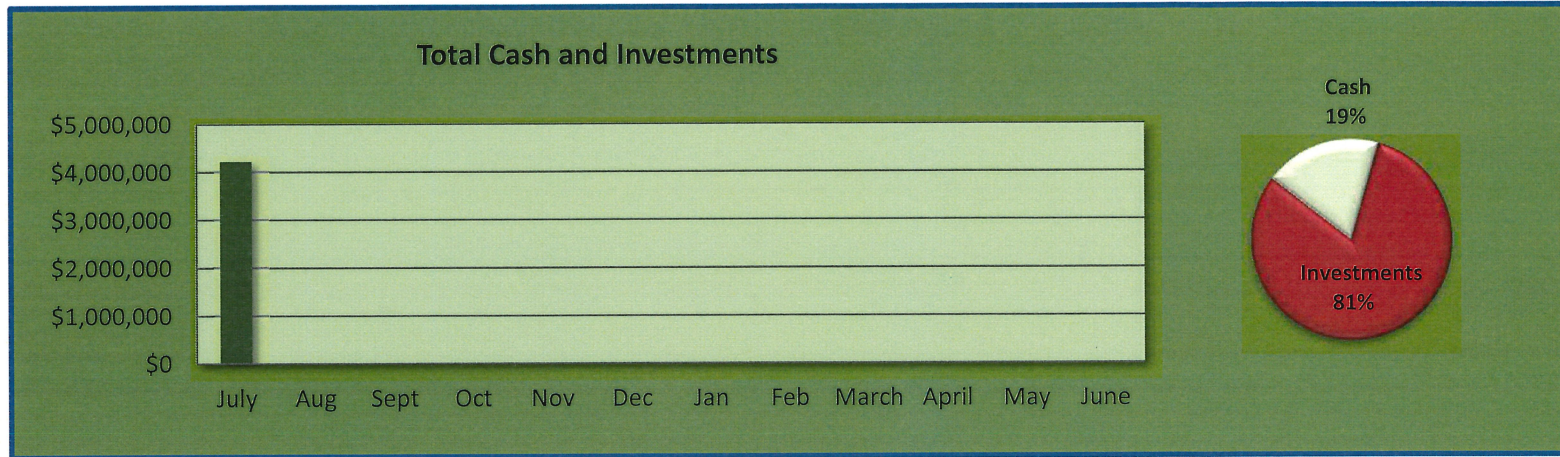 Total Cash and Investments
$5,000,000
$4,000,000
$3,000,000
$2,000,000
$1,000,000
$0
July Aug Sept Oct Nov Dec Jan Feb March April May June
Cash
19%
Investments
81%